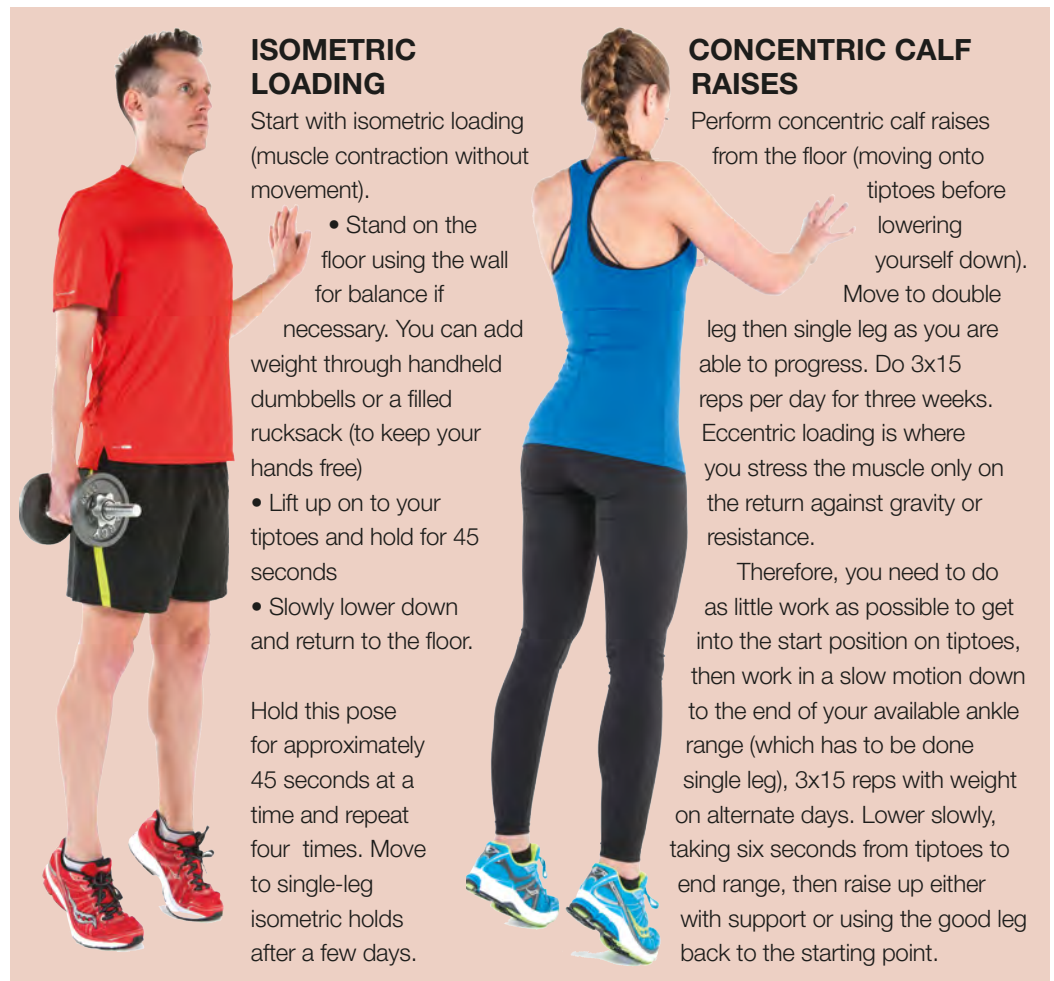 ISOMETRIC
LOADING
Start with isometric loading
(muscle contraction without
movement).
• Stand on the
floor using the wall
for balance if
necessary. You can add
weight through handheld
dumbbells or a filled
rucksack (to keep your
hands free)
• Lift up on to your
tiptoes and hold for 45
seconds
• Slowly lower down
and return to the floor.
Hold this pose
for approximately
45 seconds at a
time and repeat
four times. Move
to single-leg
isometric holds
after a few days.
CONCENTRIC CALF
RAISES
Perform concentric calf raises
from the floor (moving onto
tiptoes before
lowering
yourself down).
Move to double
leg then single leg as you are
able to progress. Do 3x15
reps per day for three weeks.
Eccentric loading is where
you stress the muscle only on
the return against gravity or
resistance.
Therefore, you need to do
as little work as possible to get
into the start position on tiptoes,
then work in a slow motion down
to the end of your available ankle
range (which has to be done
single leg), 3x15 reps with weight
on alternate days. Lower slowly,
taking six seconds from tiptoes to
end range, then raise up either
with support or using the good leg
back to the starting point.